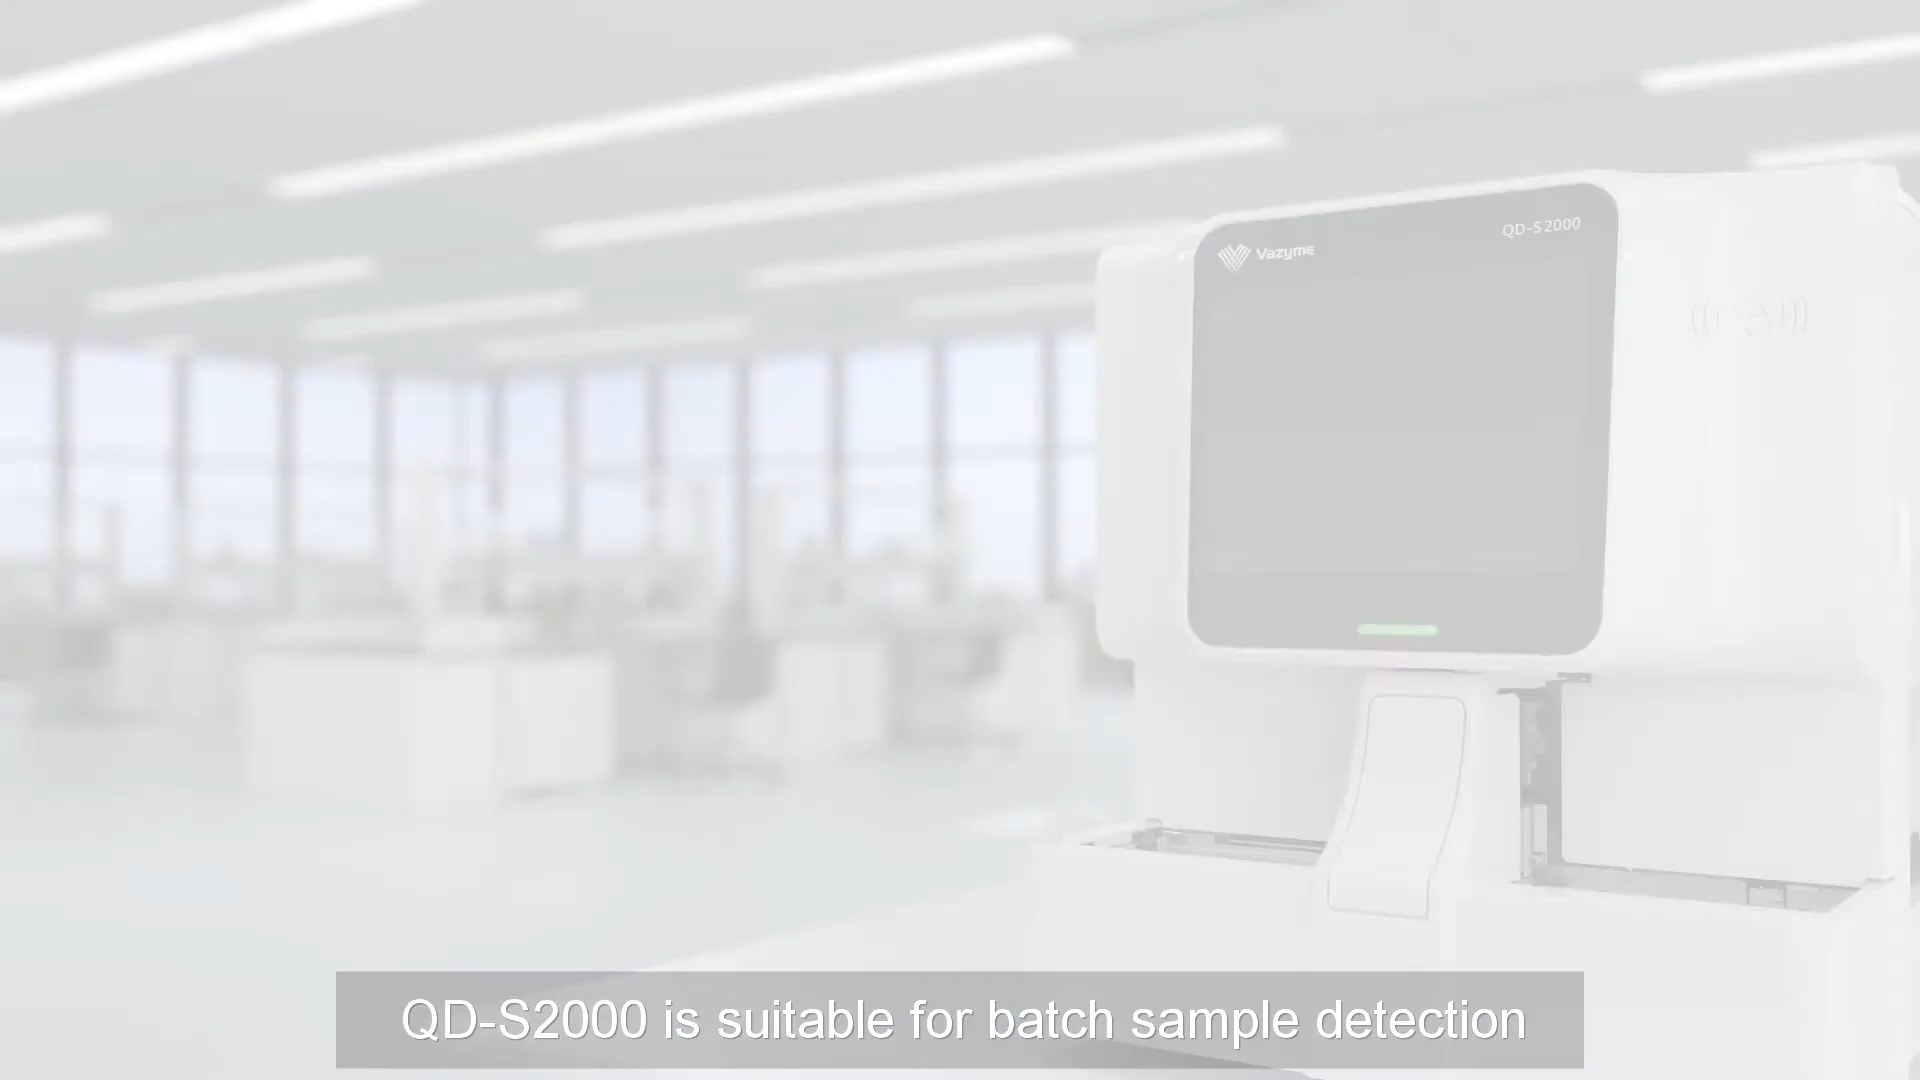 QD-S2000
Vazyme
QD-S2000 is suitable for batch sample detection